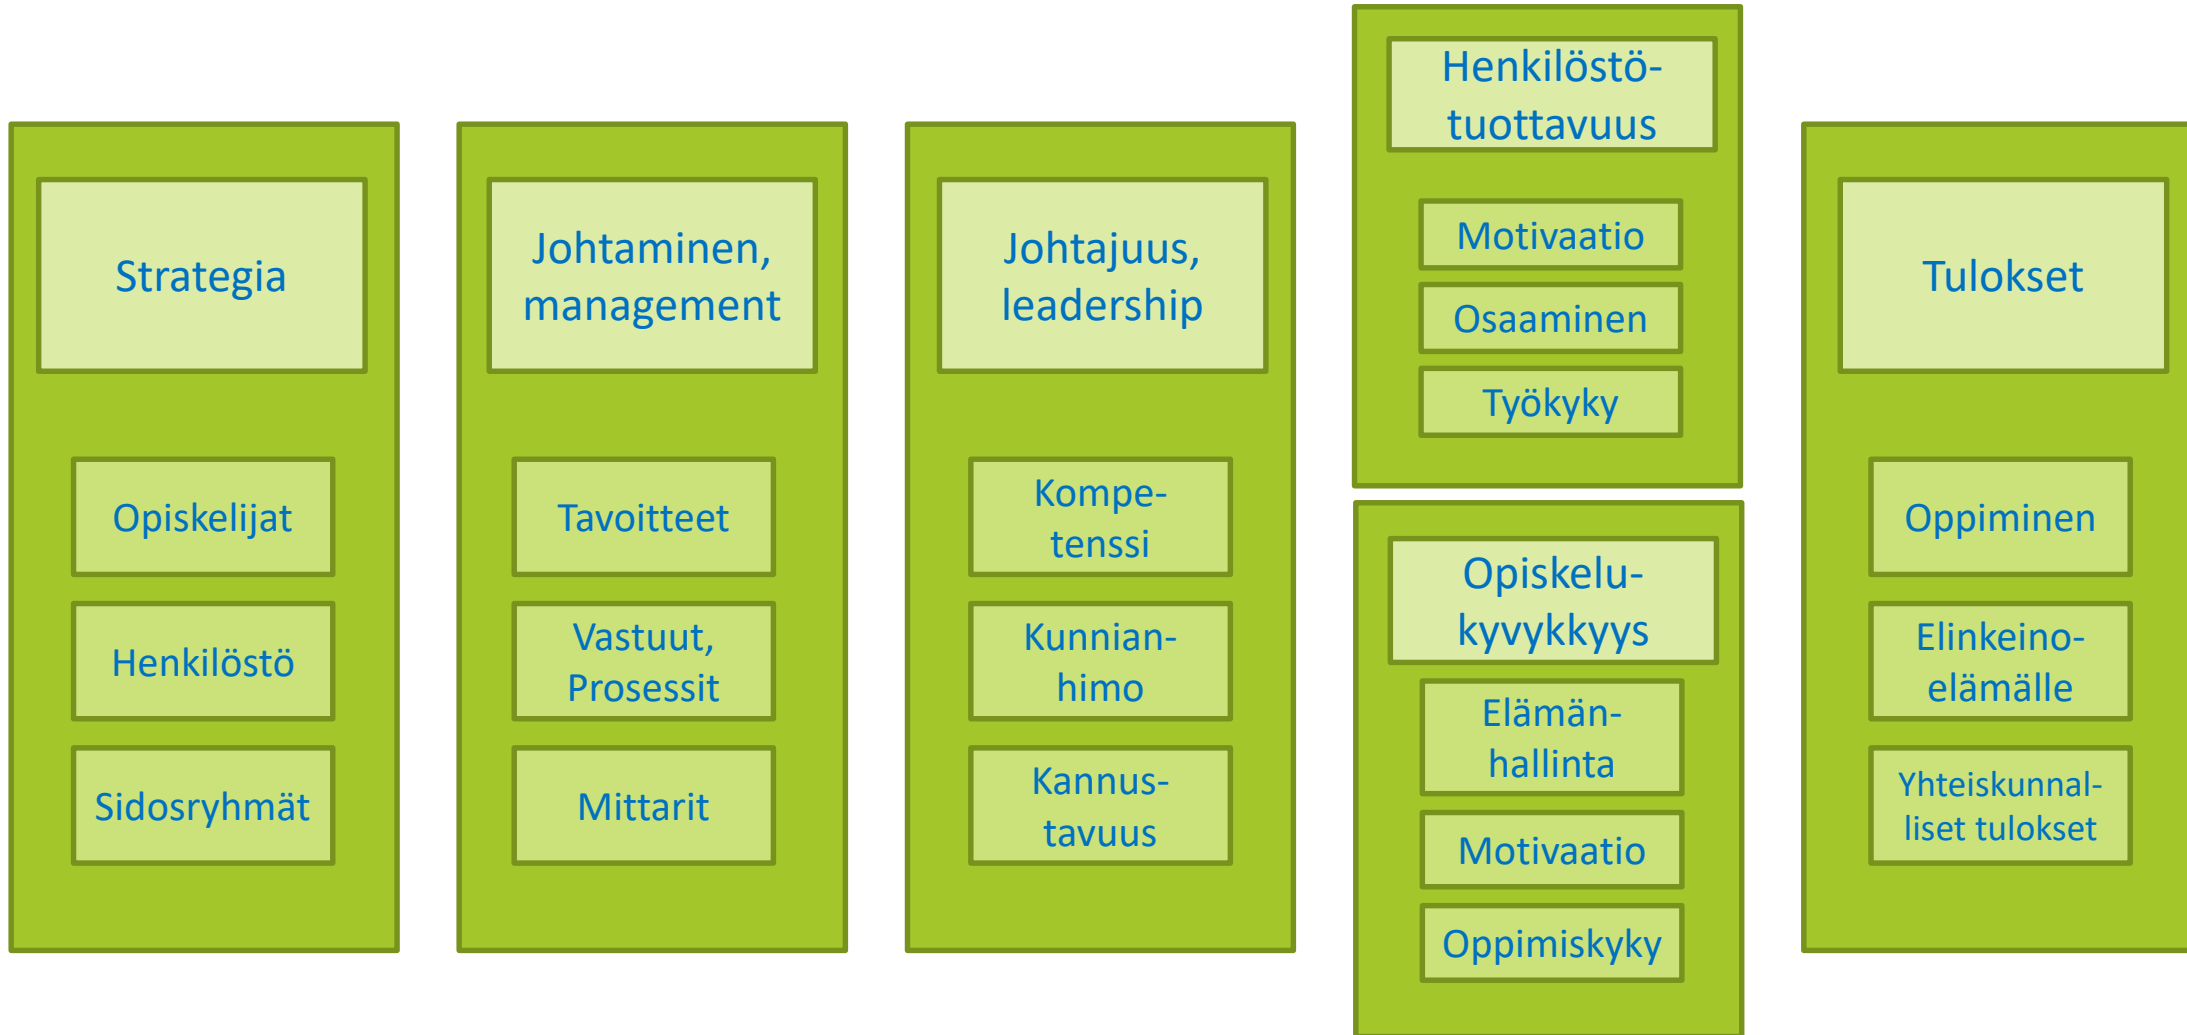 Strategia
Opiskelijat
Henkilöstö
Sidosryhmät
Johtaminen,
management
Tavoitteet
Vastuut,
Prosessit
Mittarit
Johtajuus,
leadership
Kompe-
tenssi
Kunnian-
himo
Kannus-
tavuus
Henkilöstö-
tuottavuus
Motivaatio
Osaaminen
Työkyky
Opiskelu-
kyvykkyys
Elämän-
hallinta
Motivaatio
Oppimiskyky
Tulokset
Oppiminen
Elinkeino-
elämälle
Yhteiskunnal-
liset tulokset